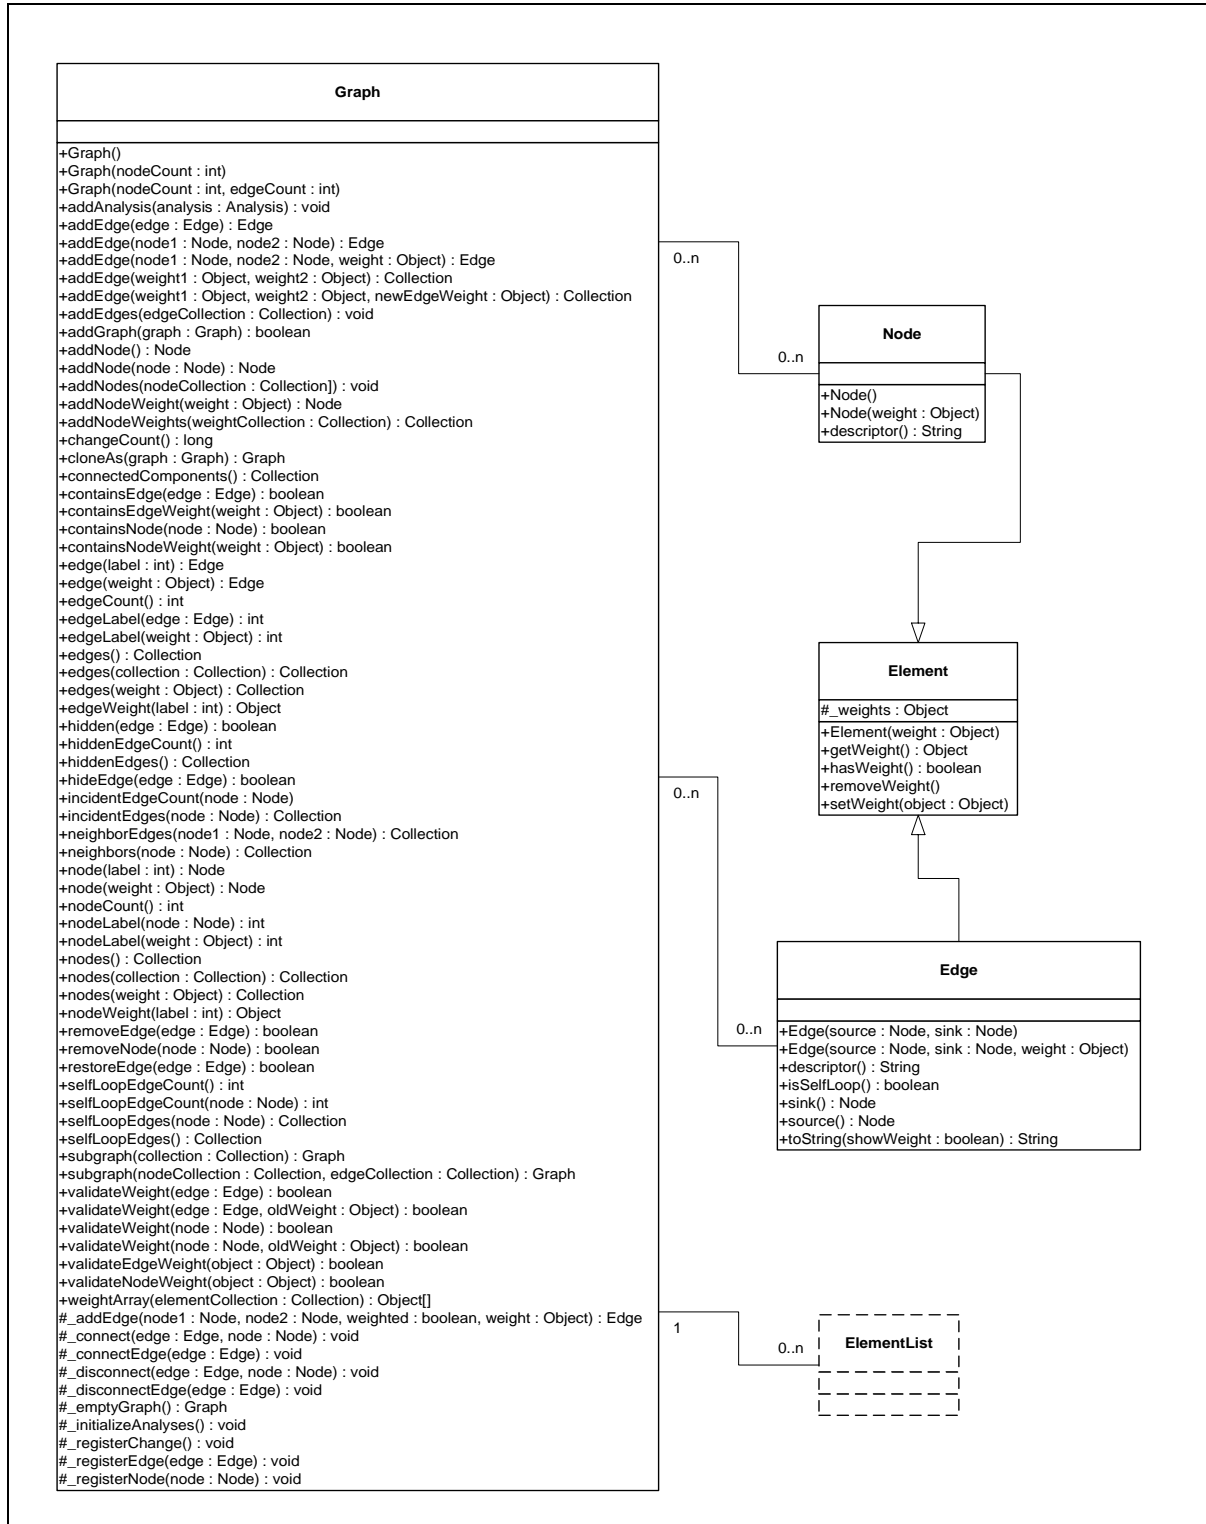 Graph
+Graph()
+Graph(nodeCount : int)
+Graph(nodeCount : int, edgeCount : int)
+addAnalysis(analysis : Analysis) : void
+addEdge(edge : Edge) : Edge
+addEdge(node1 : Node, node2 : Node) : Edge
+addEdge(node1 : Node, node2 : Node, weight : Object) : Edge
+addEdge(weight1 : Object, weight2 : Object) : Collection
+addEdge(weight1 : Object, weight2 : Object, newEdgeWeight : Object) : Collection
+addEdges(edgeCollection : Collection) : void
+addGraph(graph : Graph) : boolean
+addNode() : Node
+addNode(node : Node) : Node
+addNodes(nodeCollection : Collection]) : void
+addNodeWeight(weight : Object) : Node
+addNodeWeights(weightCollection : Collection) : Collection
+changeCount() : long
+cloneAs(graph : Graph) : Graph
+connectedComponents() : Collection
+containsEdge(edge : Edge) : boolean
+containsEdgeWeight(weight : Object) : boolean
+containsNode(node : Node) : boolean
+containsNodeWeight(weight : Object) : boolean
+edge(label : int) : Edge
+edge(weight : Object) : Edge
+edgeCount() : int
+edgeLabel(edge : Edge) : int
+edgeLabel(weight : Object) : int
+edges() : Collection
+edges(collection : Collection) : Collection
+edges(weight : Object) : Collection
+edgeWeight(label : int) : Object
+hidden(edge : Edge) : boolean
+hiddenEdgeCount() : int
+hiddenEdges() : Collection
+hideEdge(edge : Edge) : boolean
+incidentEdgeCount(node : Node)
+incidentEdges(node : Node) : Collection
+neighborEdges(node1 : Node, node2 : Node) : Collection
+neighbors(node : Node) : Collection
+node(label : int) : Node
+node(weight : Object) : Node
+nodeCount() : int
+nodeLabel(node : Node) : int
+nodeLabel(weight : Object) : int
+nodes() : Collection
+nodes(collection : Collection) : Collection
+nodes(weight : Object) : Collection
+nodeWeight(label : int) : Object
+removeEdge(edge : Edge) : boolean
+removeNode(node : Node) : boolean
+restoreEdge(edge : Edge) : boolean
+selfLoopEdgeCount() : int
+selfLoopEdgeCount(node : Node) : int
+selfLoopEdges(node : Node) : Collection
+selfLoopEdges() : Collection
+subgraph(collection : Collection) : Graph
+subgraph(nodeCollection : Collection, edgeCollection : Collection) : Graph
+validateWeight(edge : Edge) : boolean
+validateWeight(edge : Edge, oldWeight : Object) : boolean
+validateWeight(node : Node) : boolean
+validateWeight(node : Node, oldWeight : Object) : boolean
+validateEdgeWeight(object : Object) : boolean
+validateNodeWeight(object : Object) : boolean
+weightArray(elementCollection : Collection) : Object[]
#_addEdge(node1 : Node, node2 : Node, weighted : boolean, weight : Object) : Edge
#_connect(edge : Edge, node : Node) : void
#_connectEdge(edge : Edge) : void
#_disconnect(edge : Edge, node : Node) : void
#_disconnectEdge(edge : Edge) : void
#_emptyGraph() : Graph
#_initializeAnalyses() : void
#_registerChange() : void
#_registerEdge(edge : Edge) : void
#_registerNode(node : Node) : void
0..n
0..n
Node
+Node()
+Node(weight : Object)
+descriptor() : String
Element
#_weights : Object
+Element(weight : Object)
+getWeight() : Object
+hasWeight() : boolean
+removeWeight()
+setWeight(object : Object)
0..n
0..n
Edge
+Edge(source : Node, sink : Node)
+Edge(source : Node, sink : Node, weight : Object)
+descriptor() : String
+isSelfLoop() : boolean
+sink() : Node
+source() : Node
+toString(showWeight : boolean) : String
1
0..n
ElementList